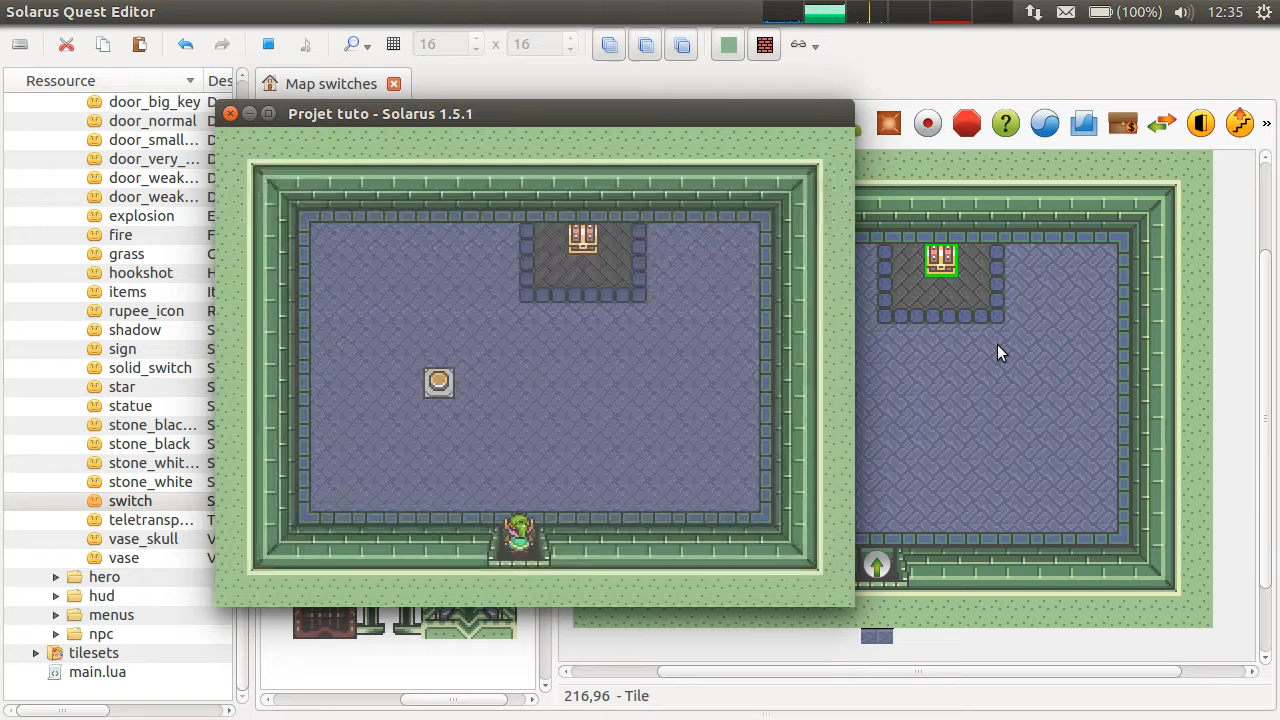 Solarus Quest Editor
(100%)
12:35
16 x 16
Ressource
Des
Map switches
door_big_key D
door_normal D
door_small... D
door_very_... D
door_weak... D
door_weak... D
explosion E
fire F
grass G
hookshot H
items It
rupee_icon R
shadow S
sign S
solid_switch S
star S
statue S
stone_blac... S
stone_black S
stone_whit... S
stone_white S
switch S
teletransp... T
vase_skull V
vase V
hero
hud
menus
npc
tilesets
main.lua
Projet tuto - Solarus 1.5.1
?
$
»
216,96 - Tile